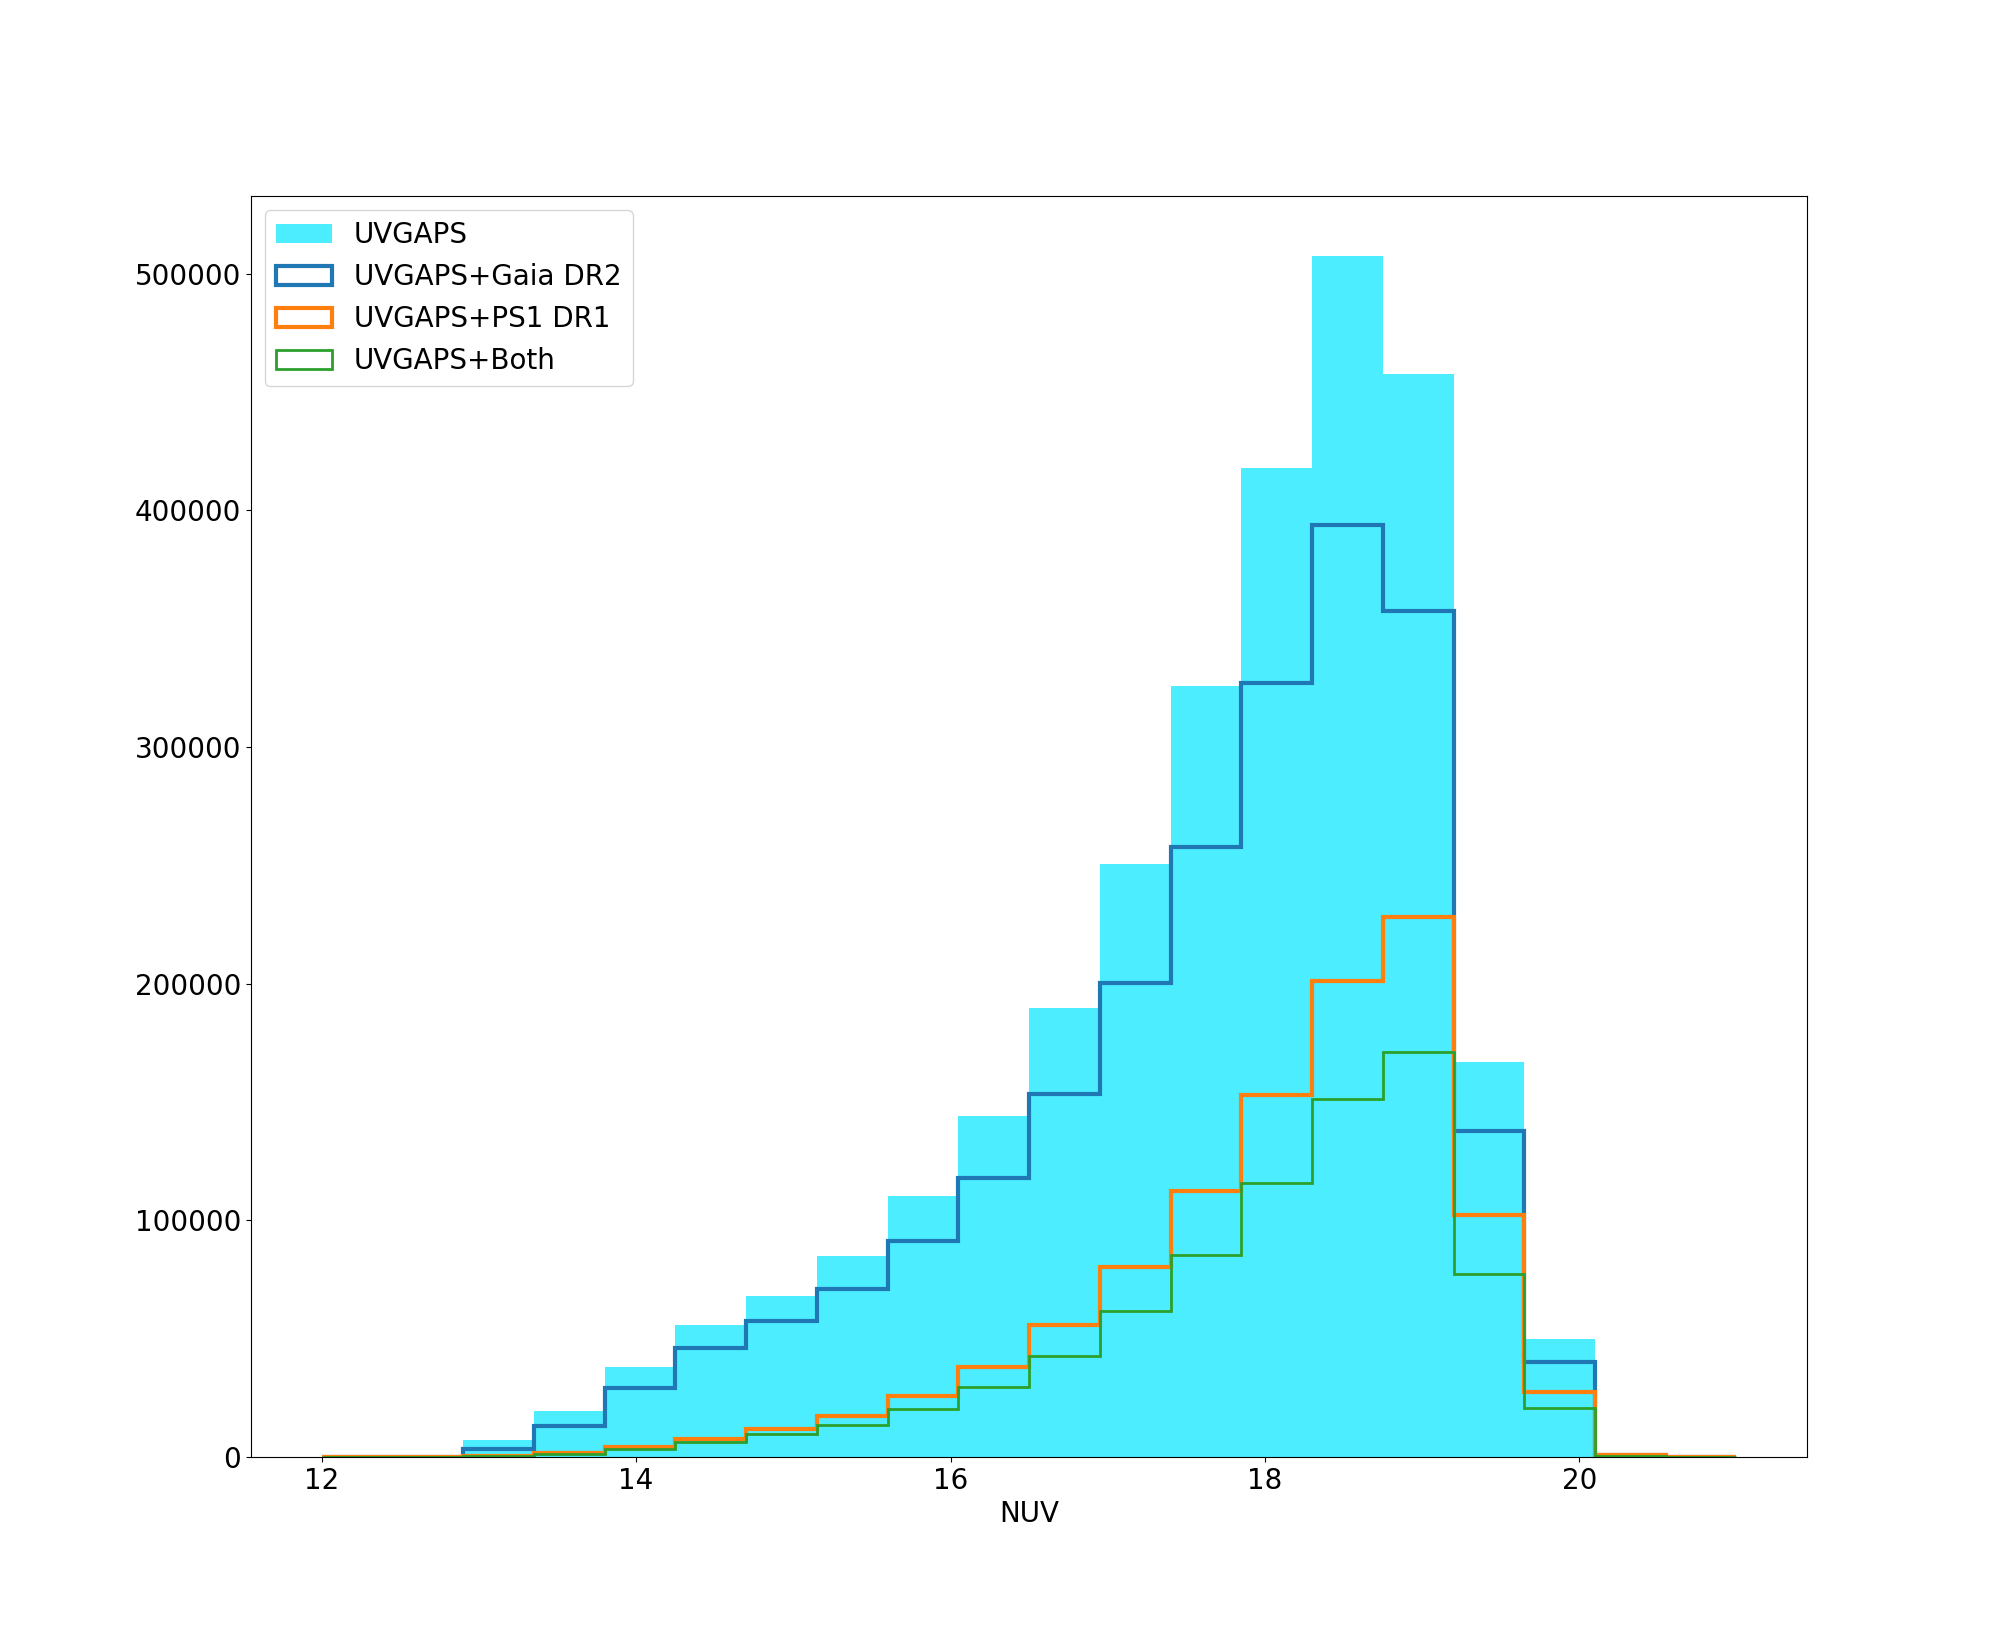 UVGAPS
UVGAPS+Gaia DR2
UVGAPS+PS1 DR1
UVGAPS+Both
500000
400000
300000
200000
100000
0
12 14 16 18 20
NUV